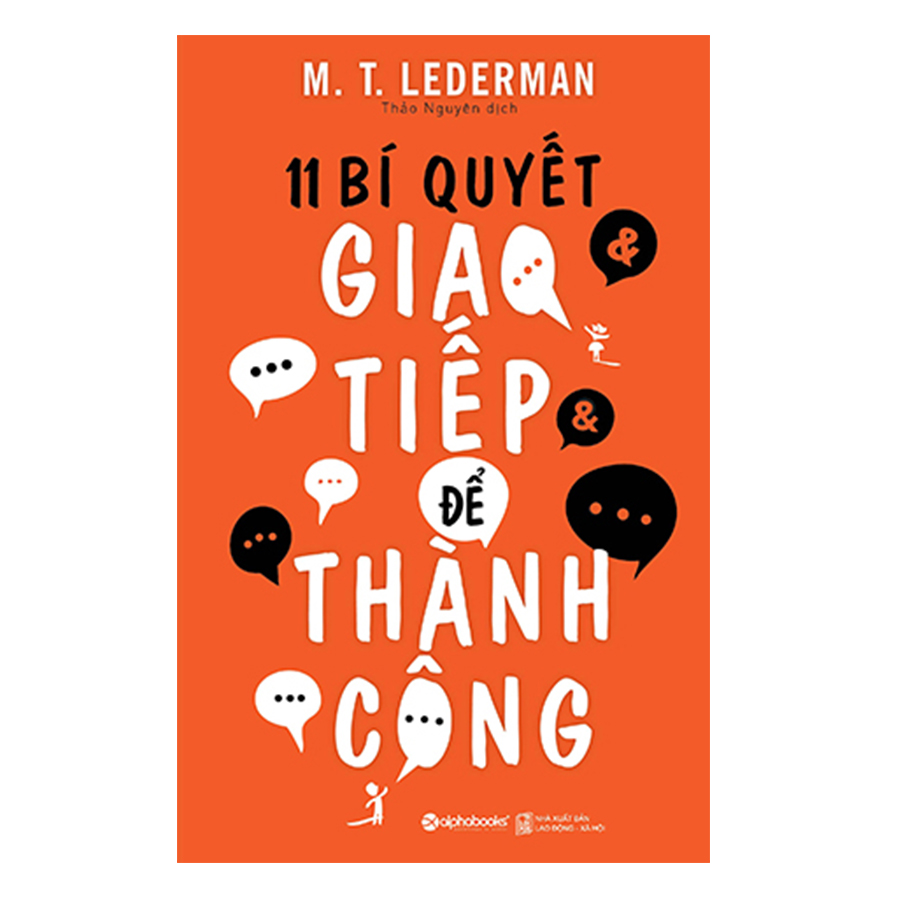 M. T. LEDERMAN
Thảo Nguyên dịch
11 BÍ QUYẾT
GIAO
&
TIẾP
&
ĐỂ
THÀNH
CÔNG
alphabooks®
NHÀ XUẤT BẢN
LAO ĐỘNG - XÃ HỘI